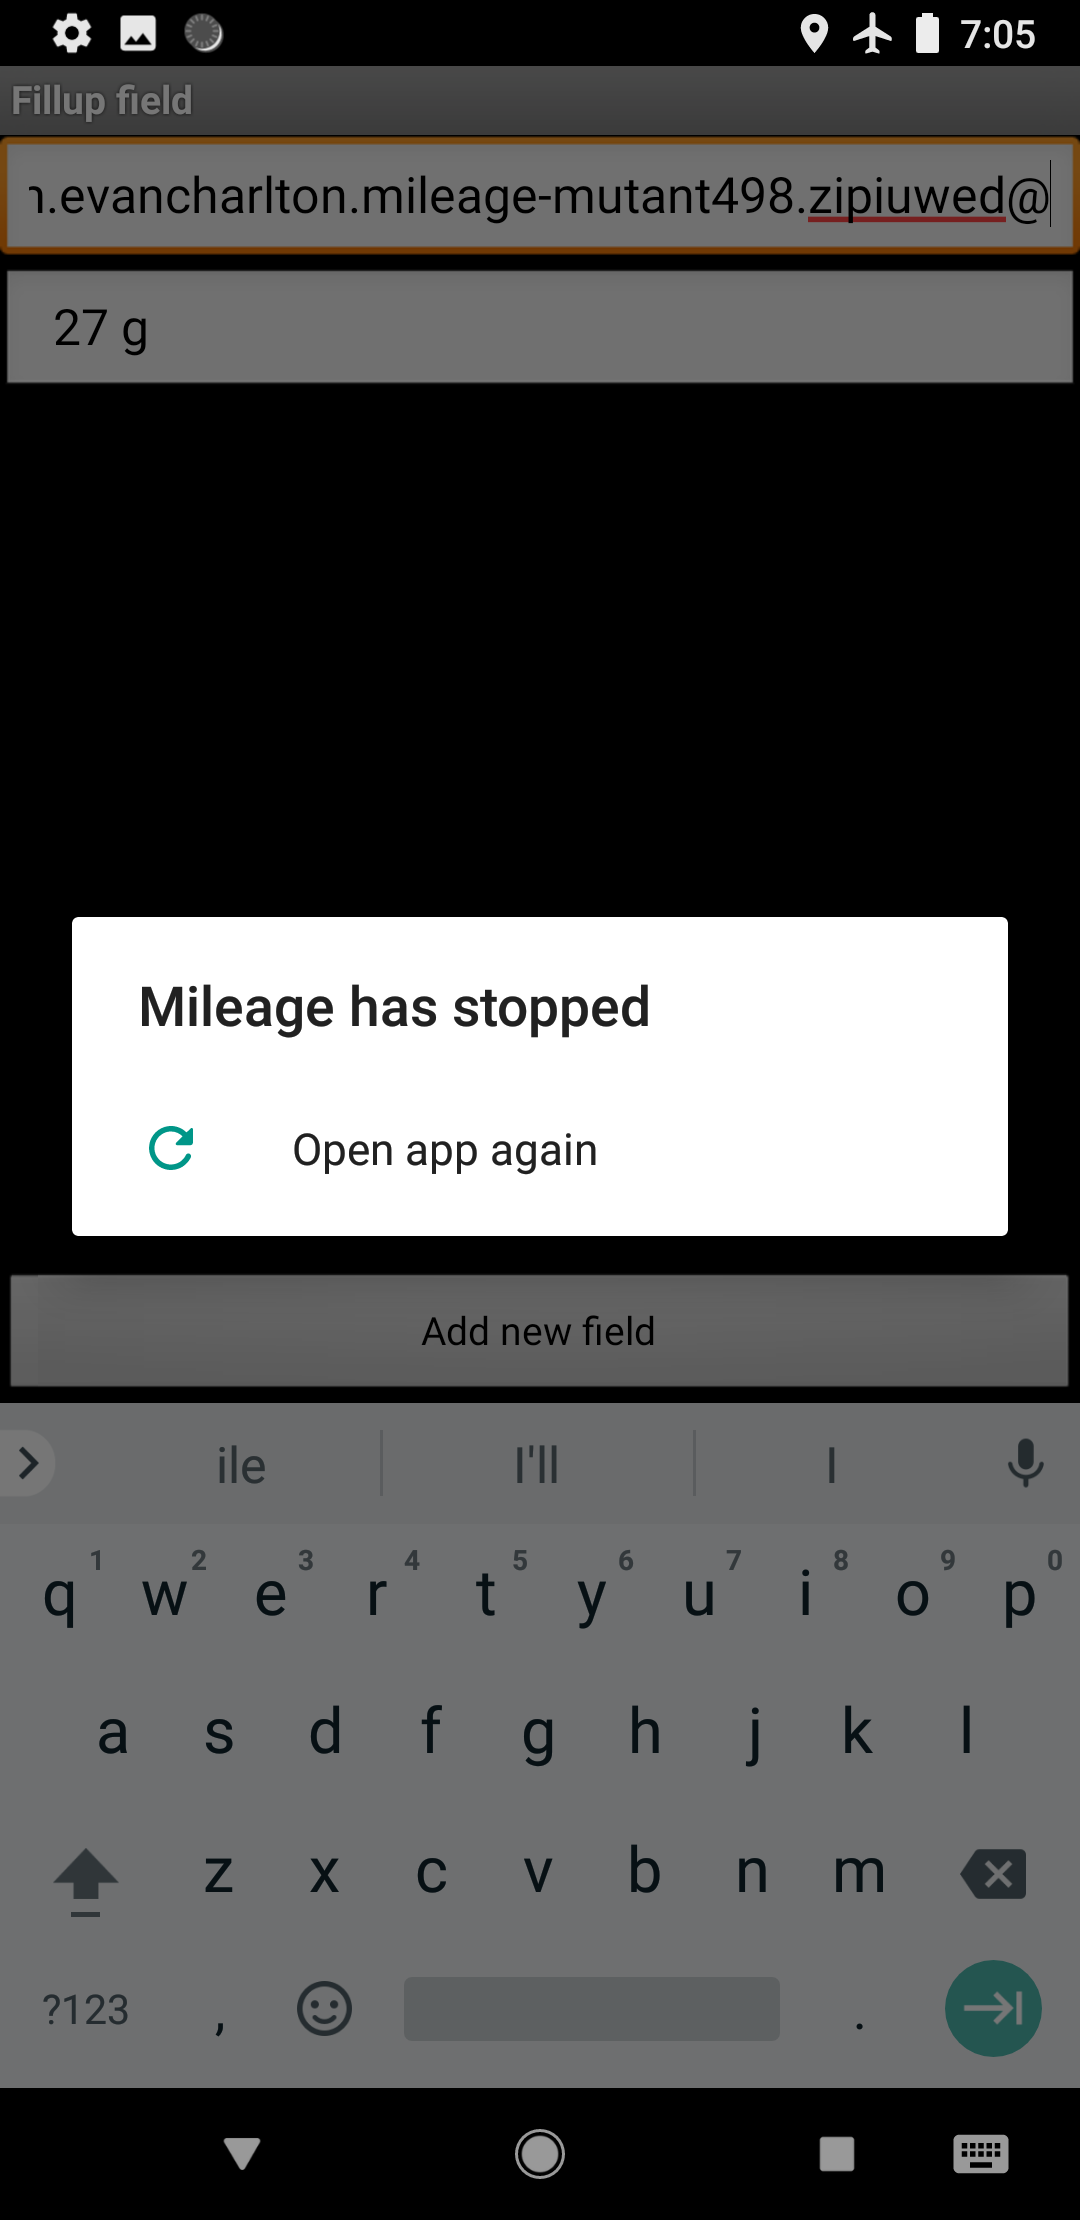 7:05
Fillup field
.evancharlton.mileage-mutant498.zipiuwed@
27 g
Mileage has stopped
Open app again
Add new field
ile I'll I
1 2 3 4 5 6 7 8 9 0
q w e r t y u i o p
a s d f g h j k l
z x c v b n m
?123 , .